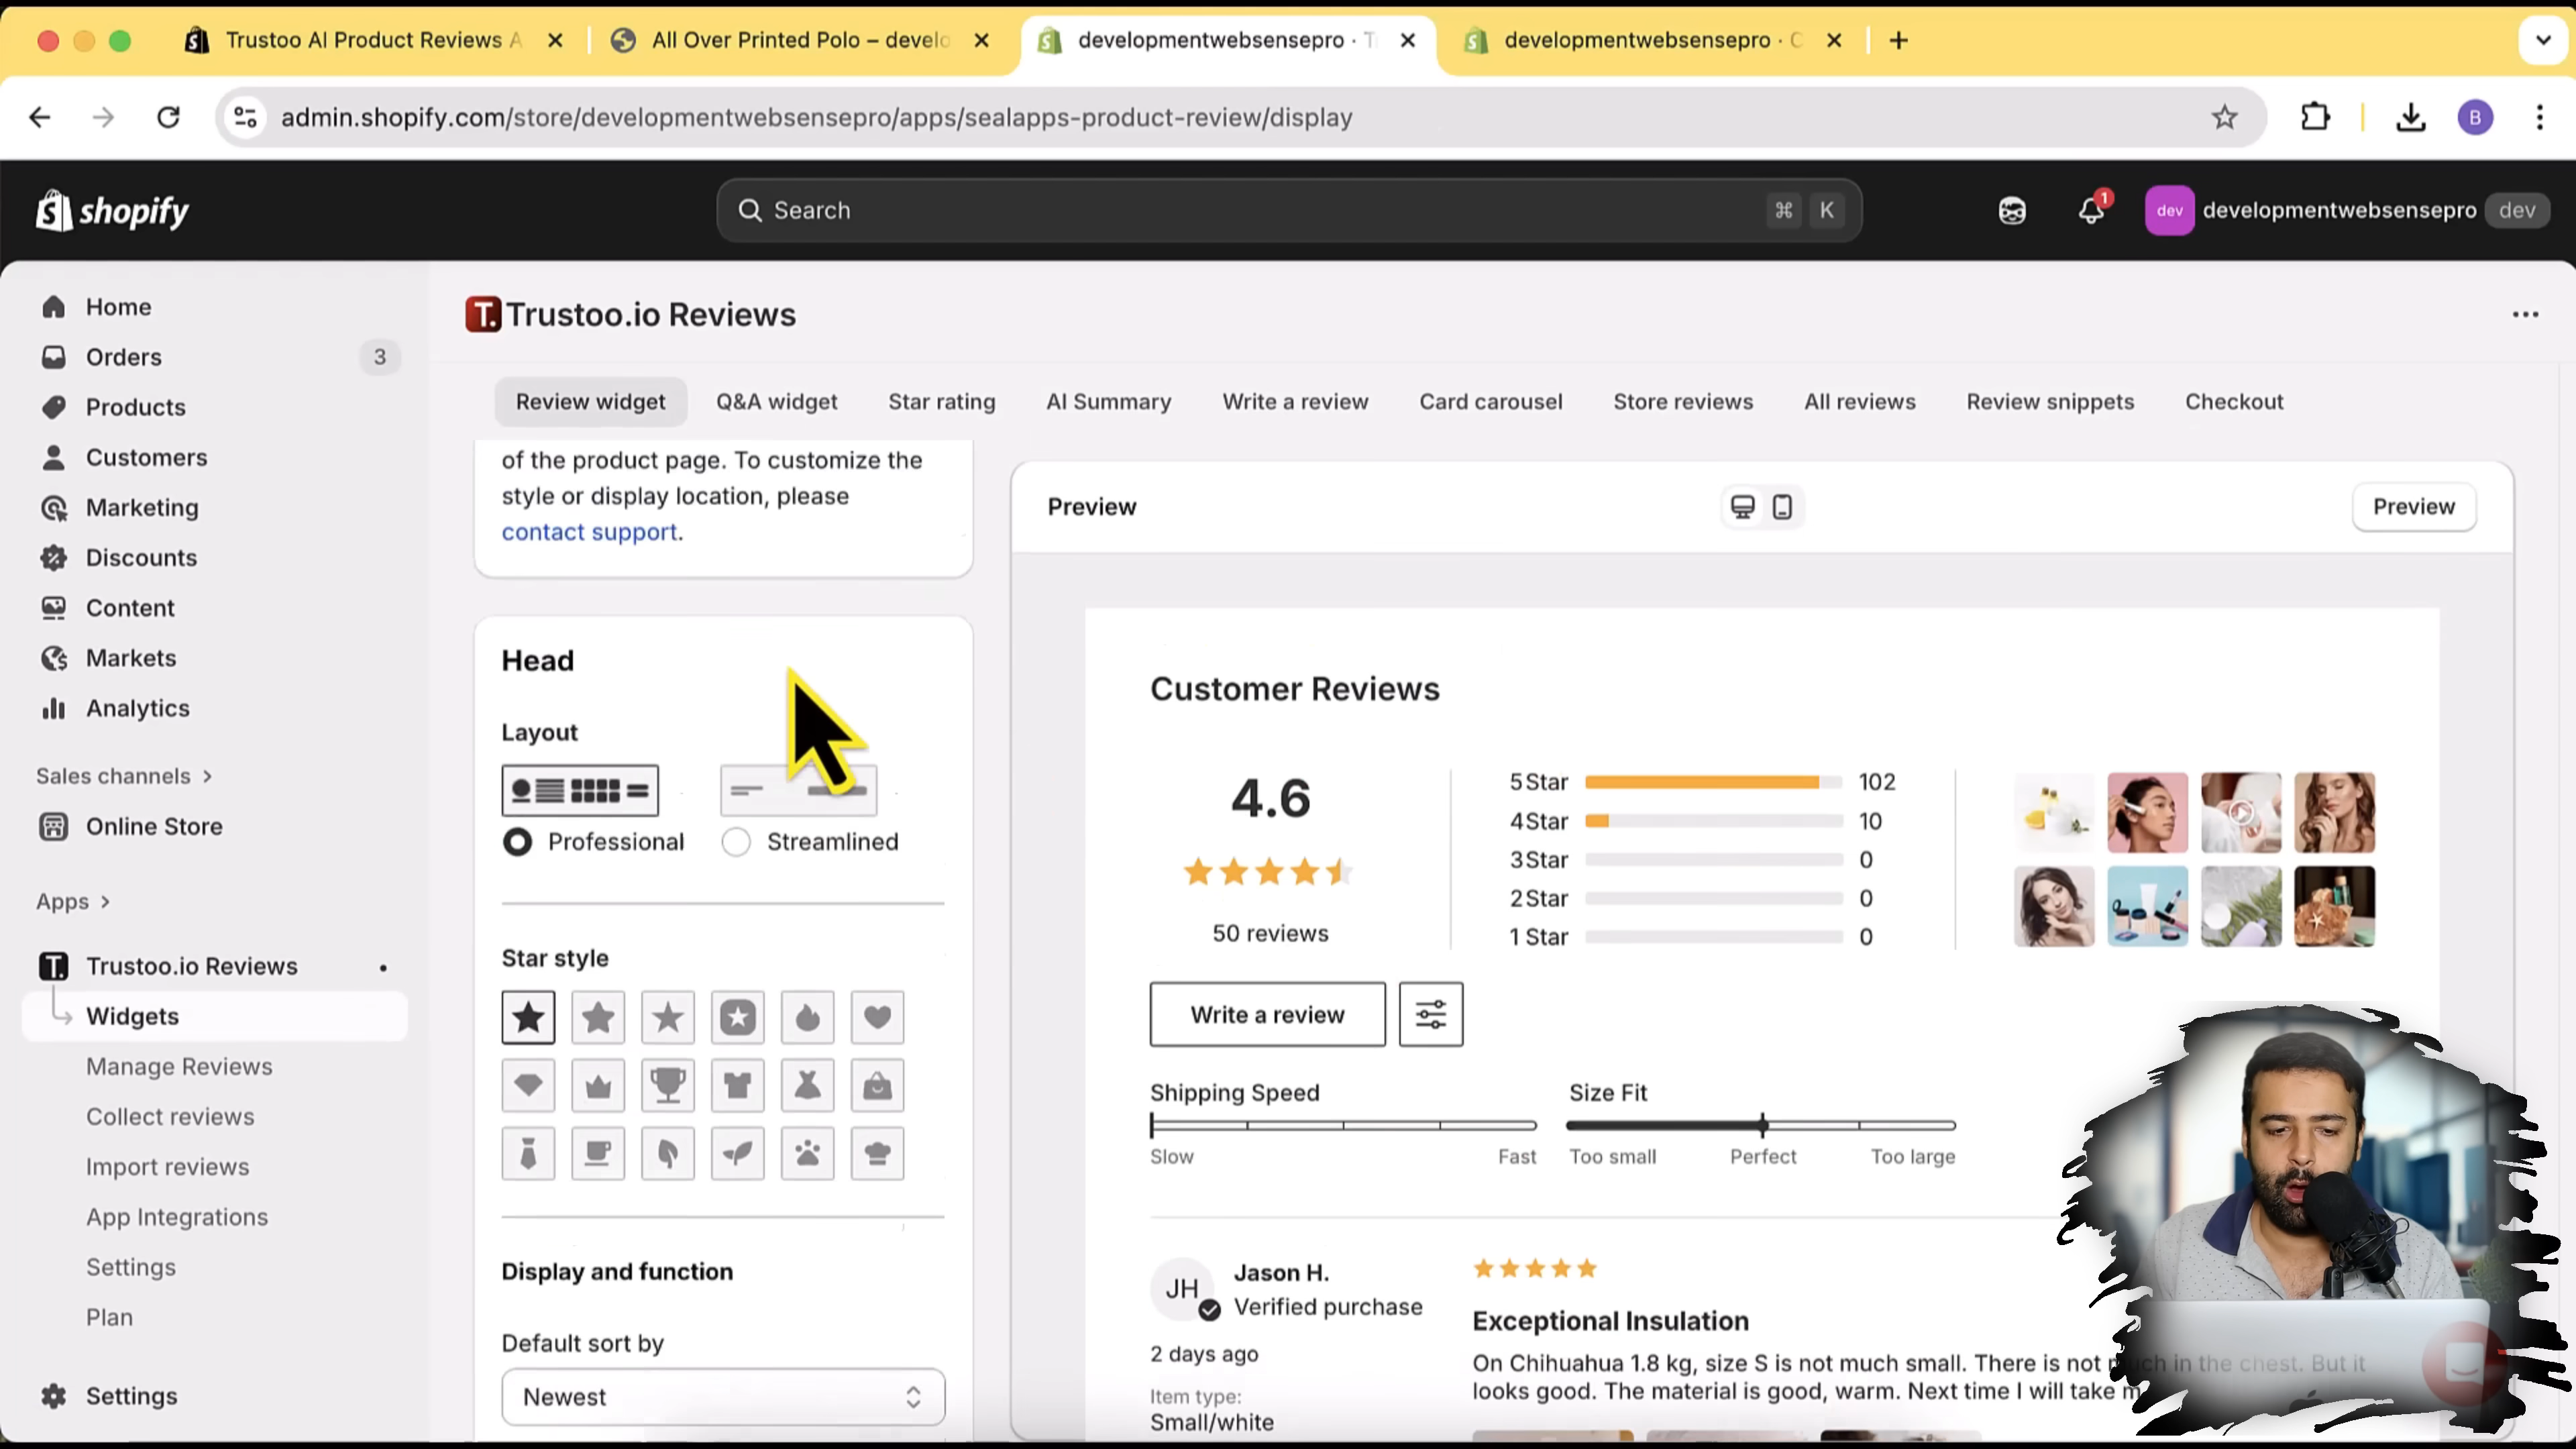 Trustoo AI Product Reviews A
All Over Printed Polo – develo
developmentwebsensepro · T
developmentwebsensepro · C
admin.shopify.com/store/developmentwebsensepro/apps/sealapps-product-review/display
B
shopify
Search
⌘ K
1
dev developmentwebsensepro dev
Home
Orders 3
Products
Customers
Marketing
Discounts
Content
Markets
Analytics
Sales channels >
Online Store
Apps >
T. Trustoo.io Reviews
Widgets
Manage Reviews
Collect reviews
Import reviews
App Integrations
Settings
Plan
Settings
T. Trustoo.io Reviews
Review widget Q&A widget Star rating AI Summary Write a review Card carousel Store reviews All reviews Review snippets Checkout
of the product page. To customize the
style or display location, please
contact support.
Head
Layout
Professional Streamlined
Star style
Display and function
Default sort by
Newest
Preview Preview
Customer Reviews
4.6
50 reviews
5 Star 102
4 Star 10
3 Star 0
2 Star 0
1 Star 0
Write a review
Shipping Speed
Slow Fast
Size Fit
Too small Perfect Too large
JH Jason H.
Verified purchase
2 days ago
Item type:
Small/white
Exceptional Insulation
On Chihuahua 1.8 kg, size S is not much small. There is not much in the chest. But it
looks good. The material is good, warm. Next time I will take